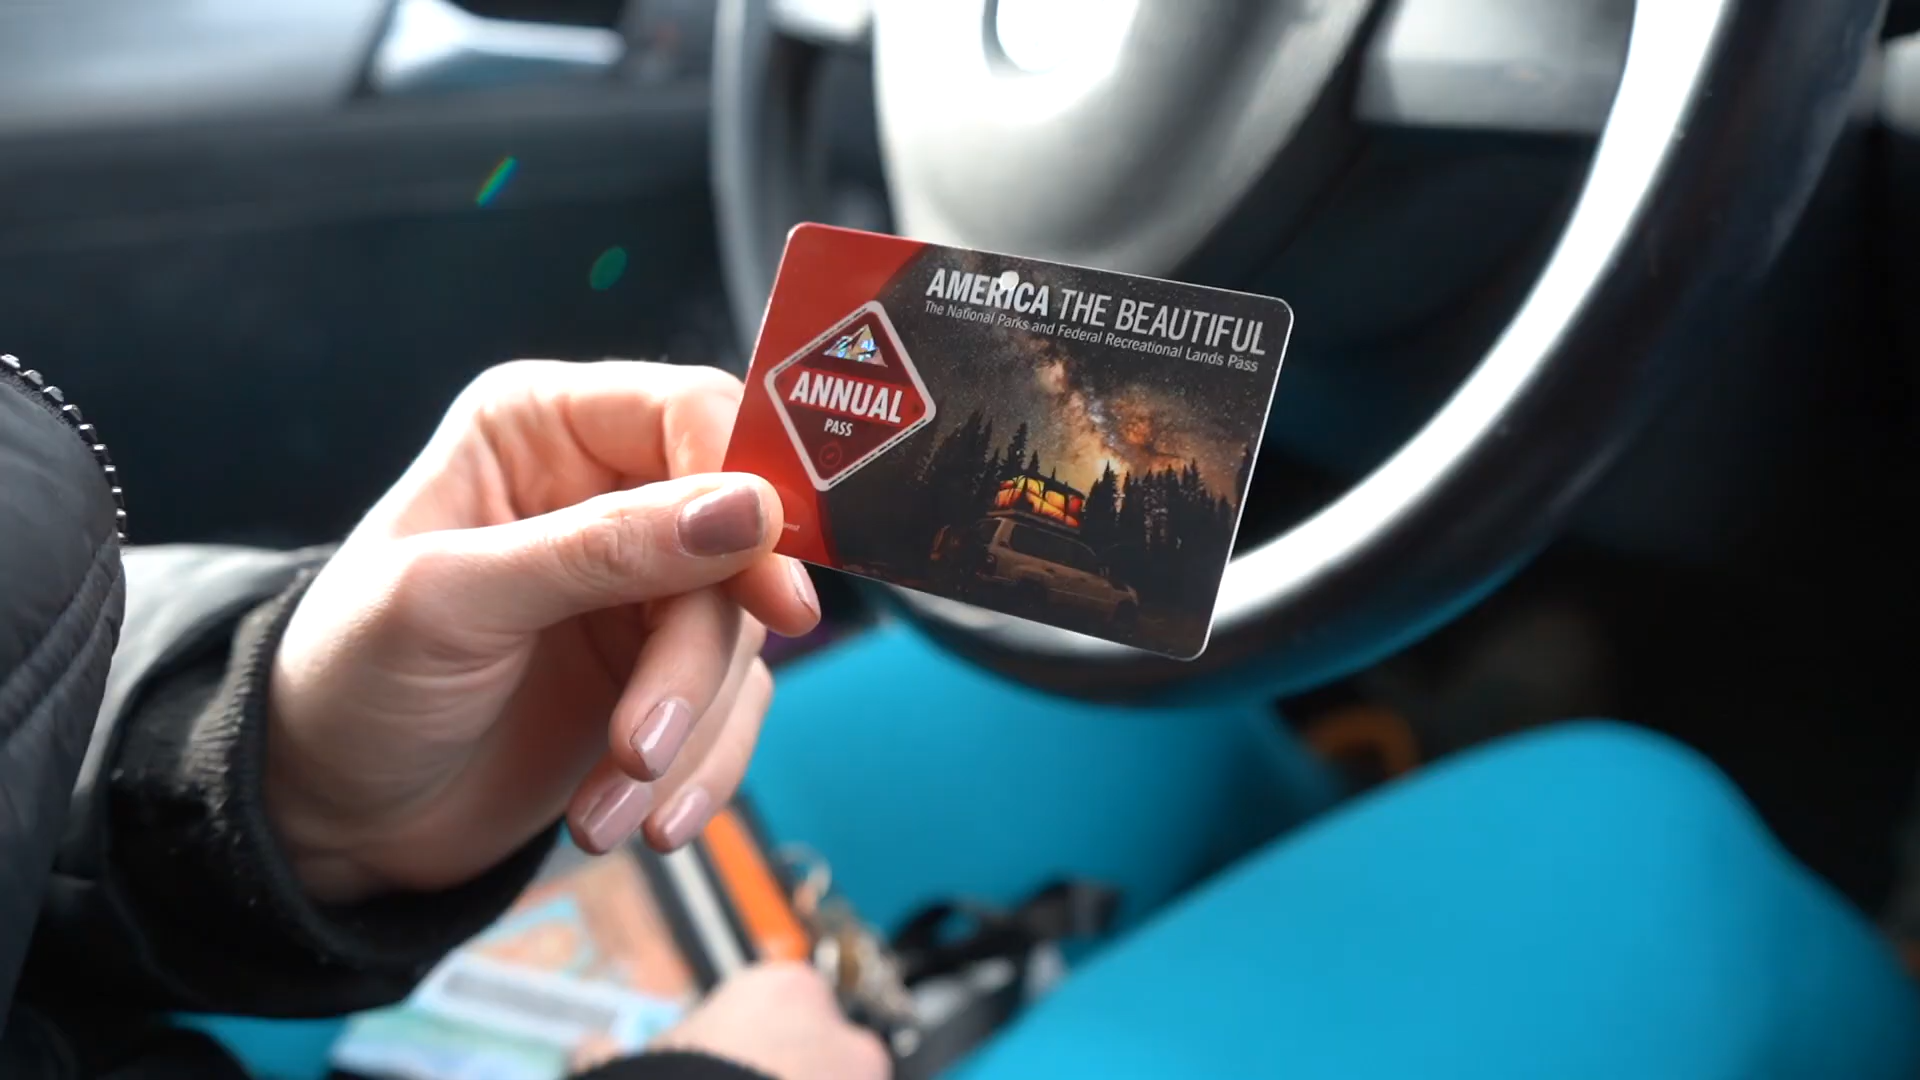 AMERICA THE BEAUTIFUL
The National Parks and Federal Recreational Lands Pass
ANNUAL
PASS